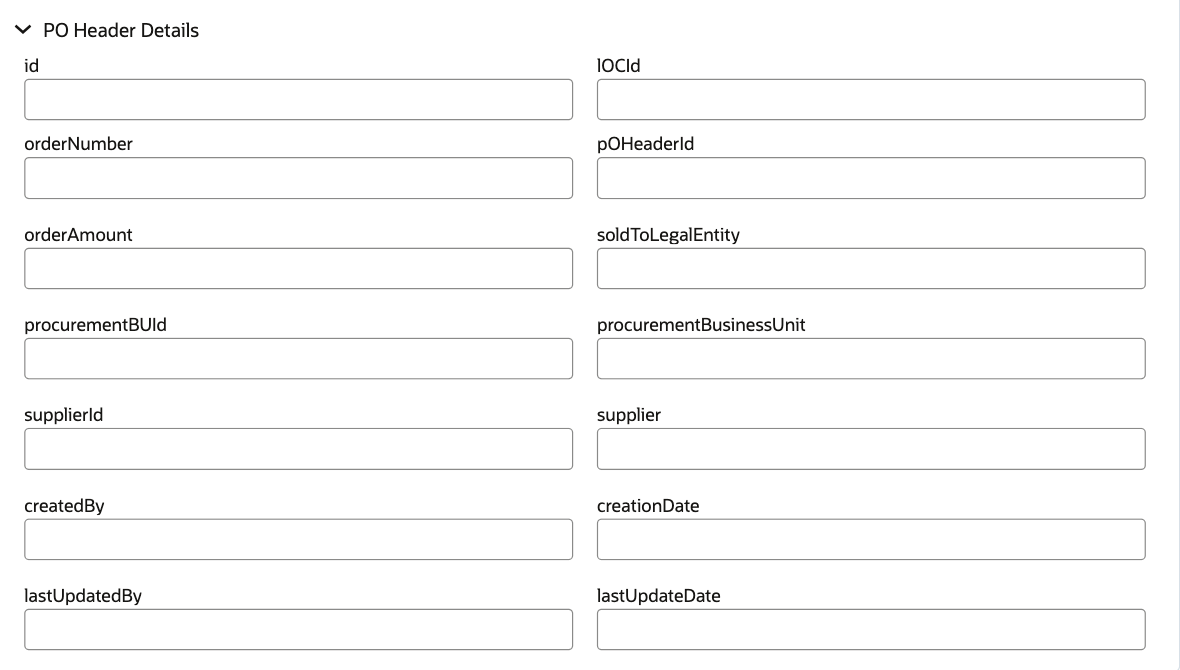 PO Header Details
id
lOCId
orderNumber
pOHeaderId
orderAmount
soldToLegalEntity
procurementBUId
procurementBusinessUnit
supplierId
supplier
createdBy
creationDate
lastUpdatedBy
lastUpdateDate